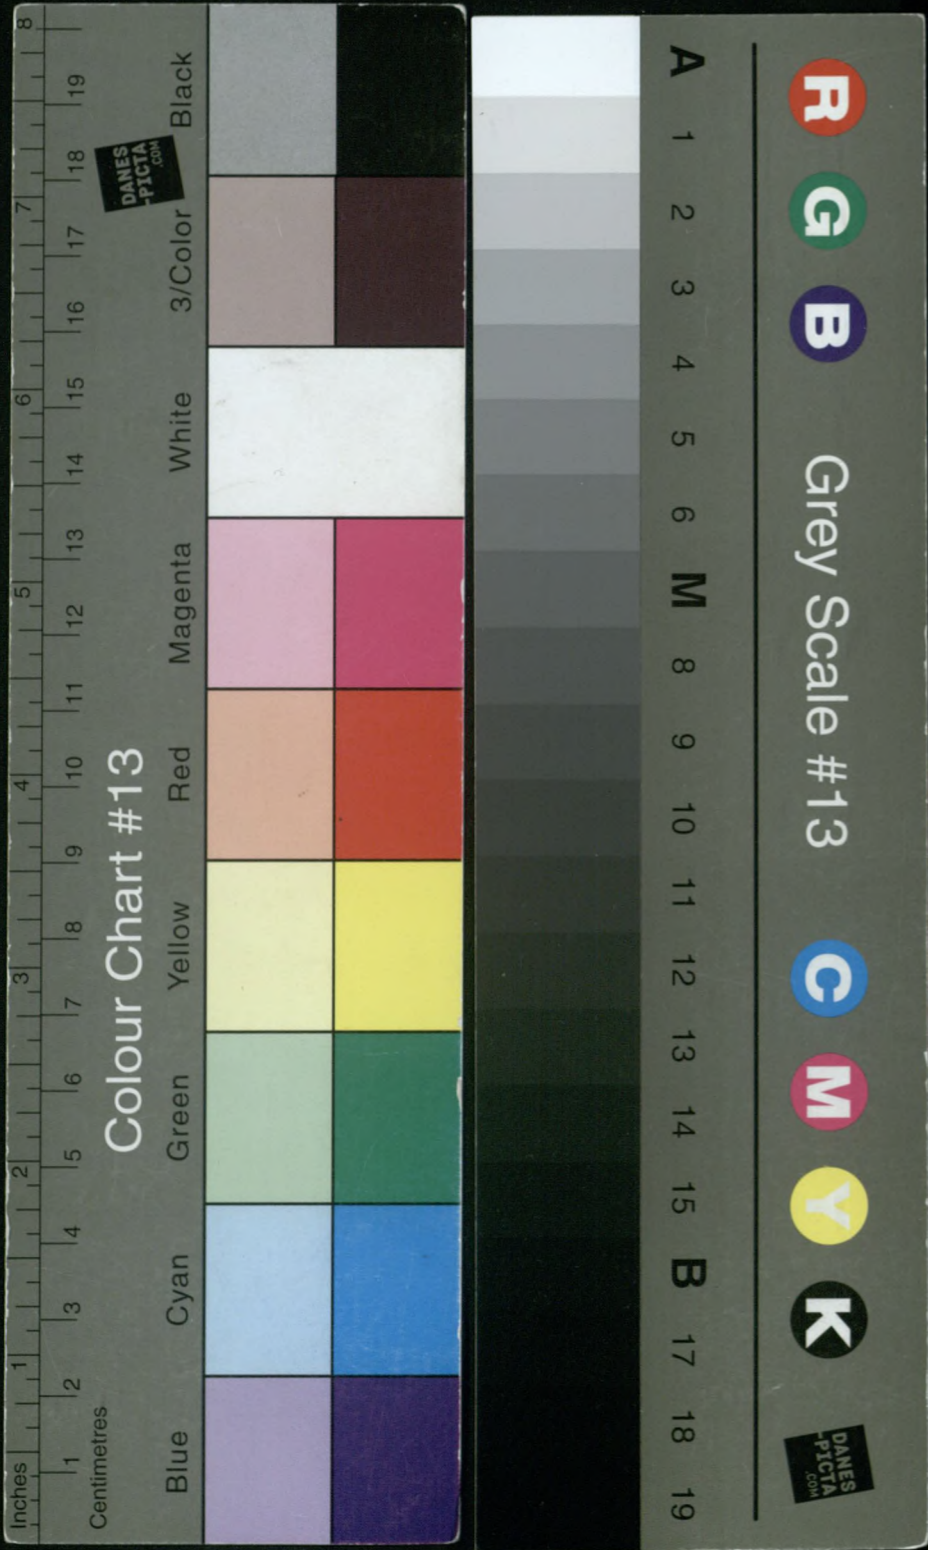 Colour Chart #13
Inches
1 2 3 4 5 6 7 8
Centimetres
1 2 3 4 5 6 7 8 9 10 11 12 13 14 15 16 17 18 19
Blue Cyan Green Yellow Red Magenta White 3/Color Black
DANES
-PICTA
.COM
R G B Grey Scale #13 C M Y K
DANES
-PICTA
.COM
A 1 2 3 4 5 6 M 8 9 10 11 12 13 14 15 B 17 18 19